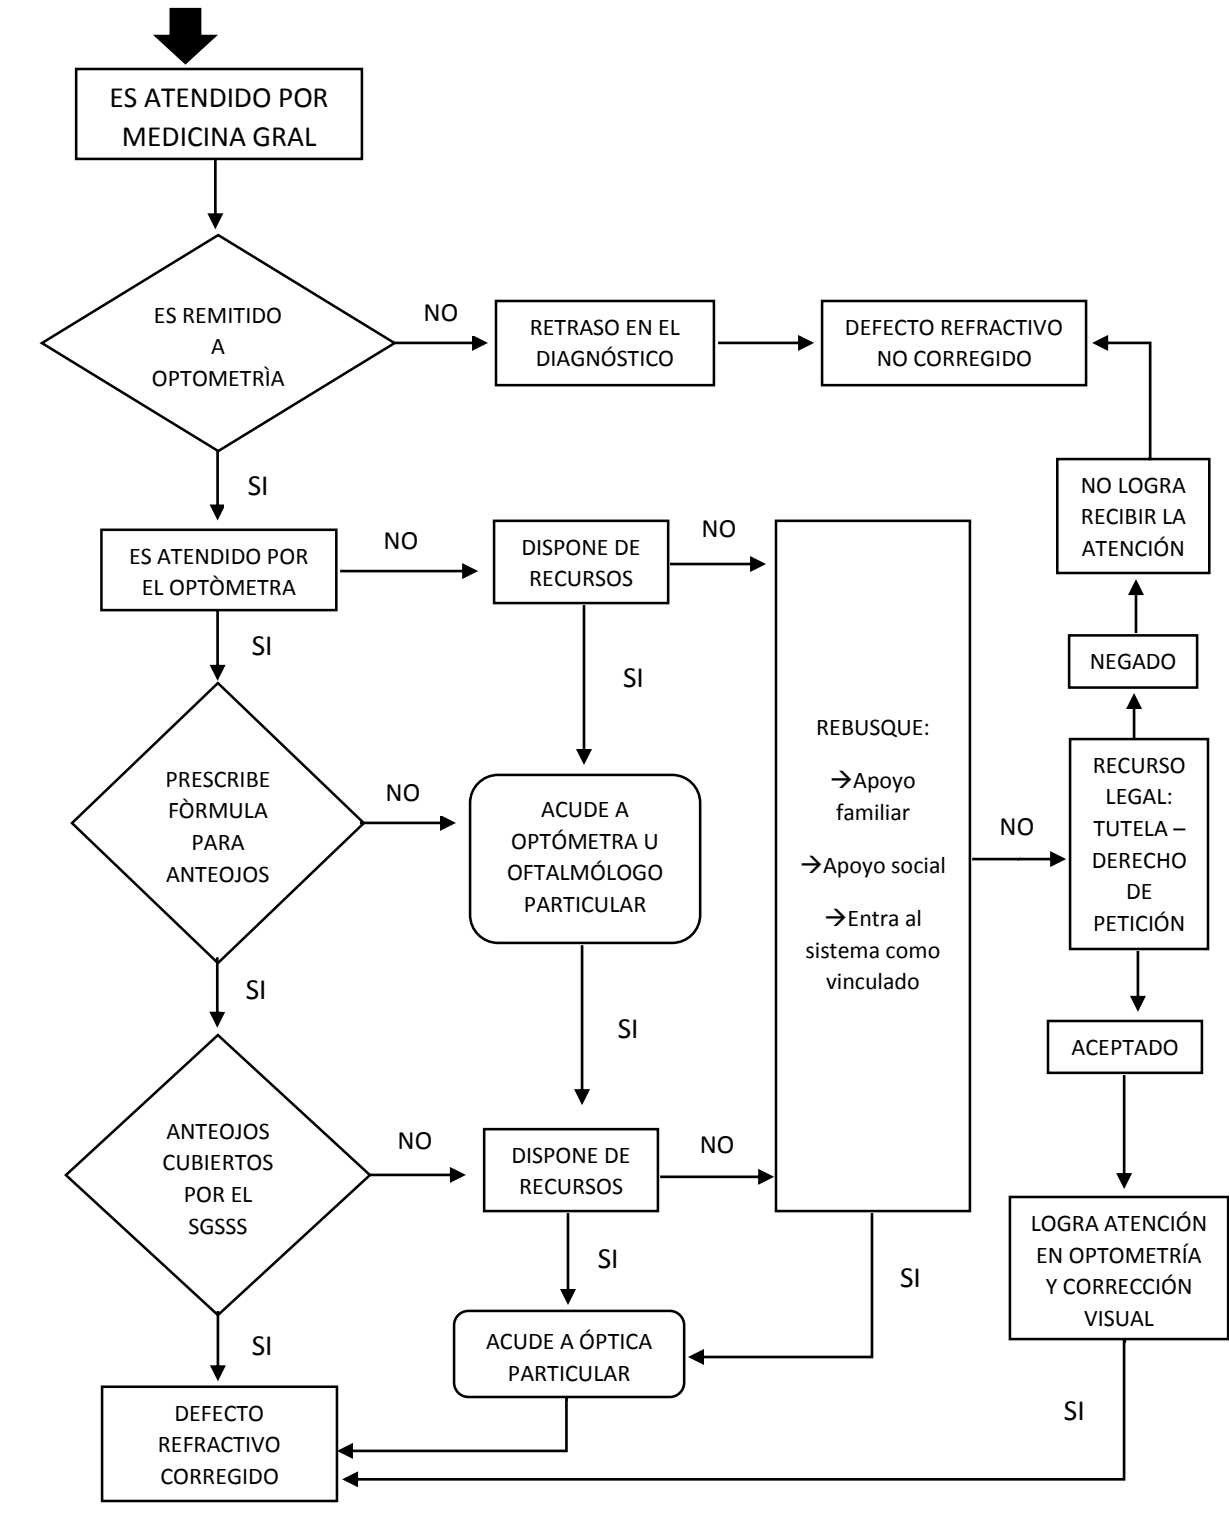 ES ATENDIDO POR
MEDICINA GRAL
ES REMITIDO
A
OPTOMETRÌA
NO
RETRASO EN EL
DIAGNÓSTICO
DEFECTO REFRACTIVO
NO CORREGIDO
SI
NO LOGRA
RECIBIR LA
ATENCIÓN
ES ATENDIDO POR
EL OPTÒMETRA
NO
DISPONE DE
RECURSOS
NO
SI
SI
NEGADO
REBUSQUE:
→Apoyo
familiar
→Apoyo social
→Entra al
sistema como
vinculado
NO
RECURSO
LEGAL:
TUTELA –
DERECHO
DE
PETICIÓN
PRESCRIBE
FÒRMULA
PARA
ANTEOJOS
NO
ACUDE A
OPTÓMETRA U
OFTALMÓLOGO
PARTICULAR
SI
SI
ACEPTADO
ANTEOJOS
CUBIERTOS
POR EL
SGSSS
NO
DISPONE DE
RECURSOS
NO
SI
SI
LOGRA ATENCIÓN
EN OPTOMETRÍA
Y CORRECCIÓN
VISUAL
SI
ACUDE A ÓPTICA
PARTICULAR
SI
DEFECTO
REFRACTIVO
CORREGIDO